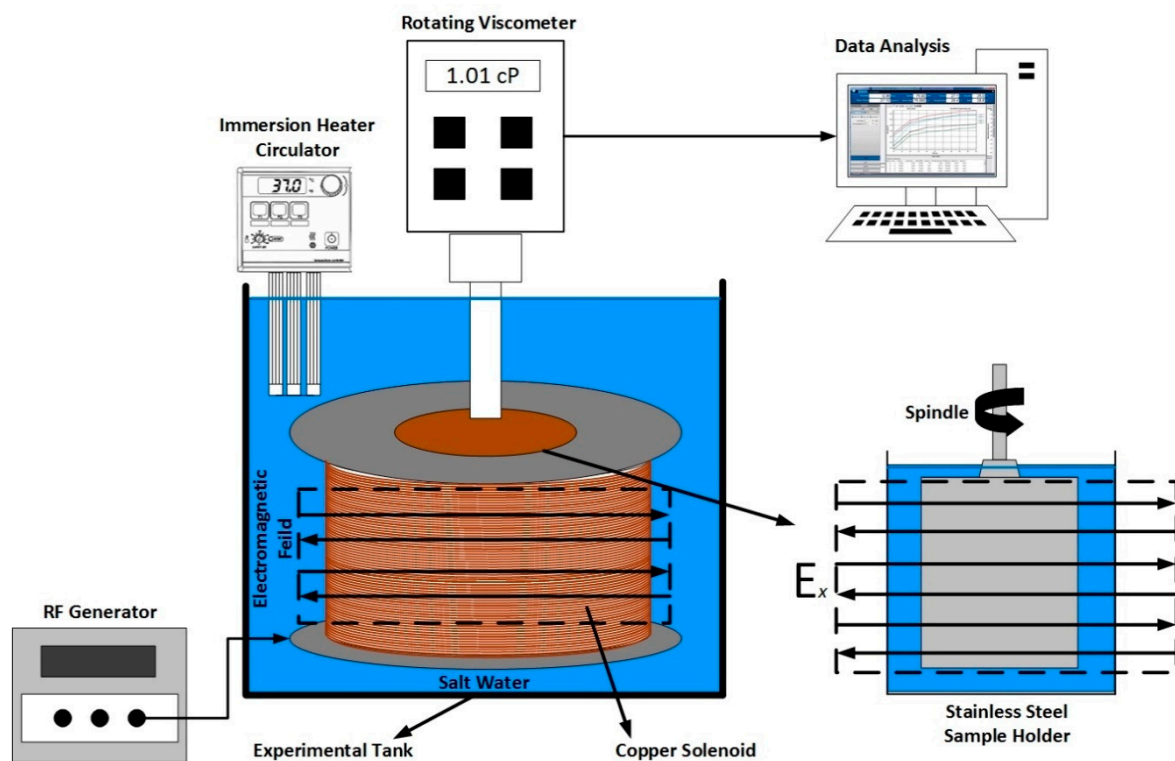 Rotating Viscometer
1.01 cP
Data Analysis
Immersion Heater
Circulator
37.0
Spindle
Electromagnetic
Feild
E x
RF Generator
Salt Water
Experimental Tank
Copper Solenoid
Stainless Steel
Sample Holder